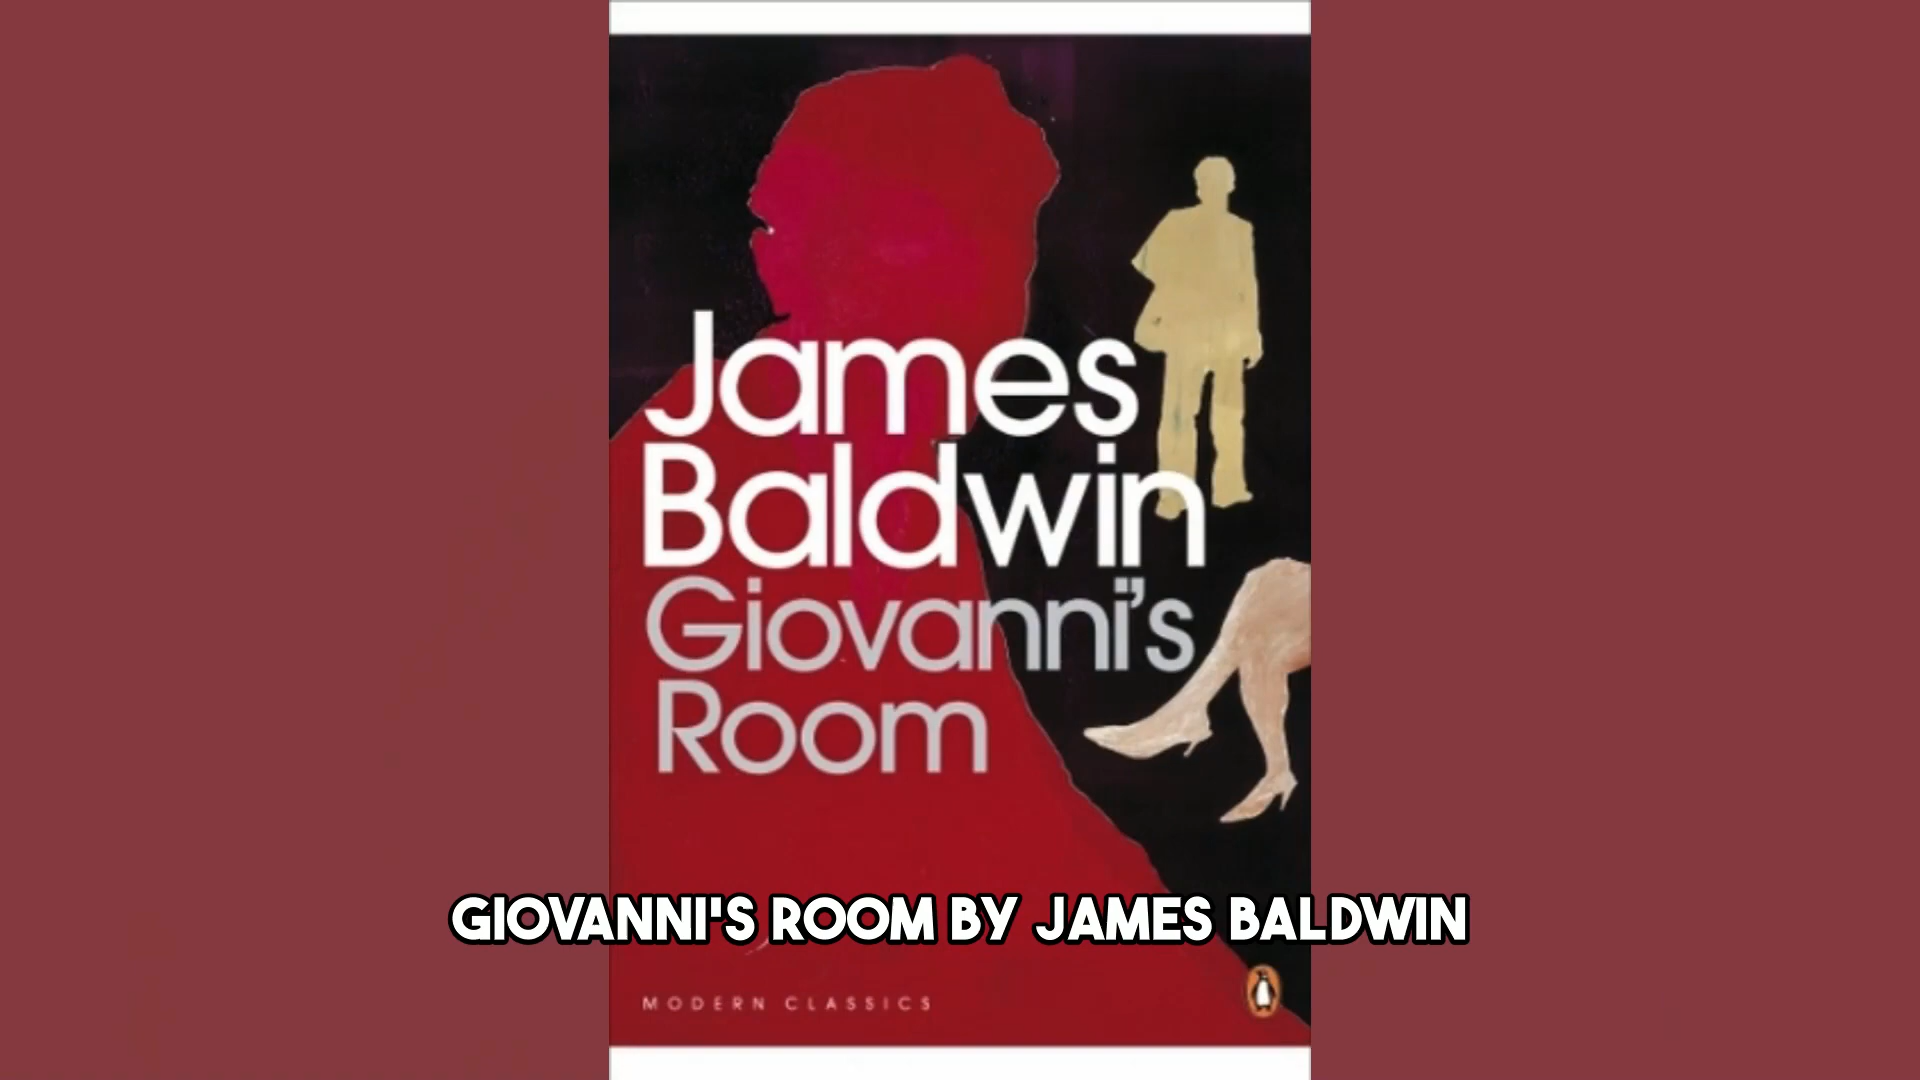 James
Baldwin
Giovanni's
Room
GIOVANNI'S ROOM BY JAMES BALDWIN
MODERN CLASSICS